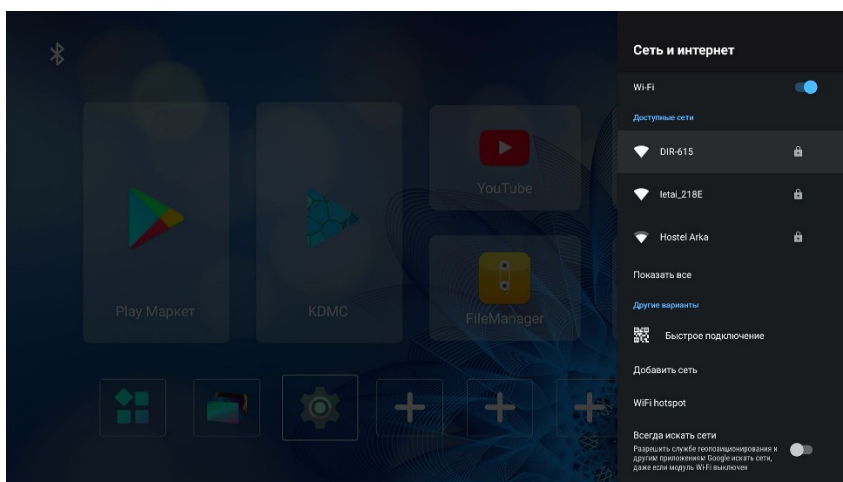 Сеть и интернет
Wi-Fi
Доступные сети
DIR-615
letai_218E
Hostel Arka
Показать все
Другие варианты
Быстрое подключение
Добавить сеть
WiFi hotspot
Всегда искать сети
Разрешить службе геопозиционирования и
другим приложениям Google искать сети,
даже если модуль Wi-Fi выключен
YouTube
Play Маркет
KDMC
FileManager